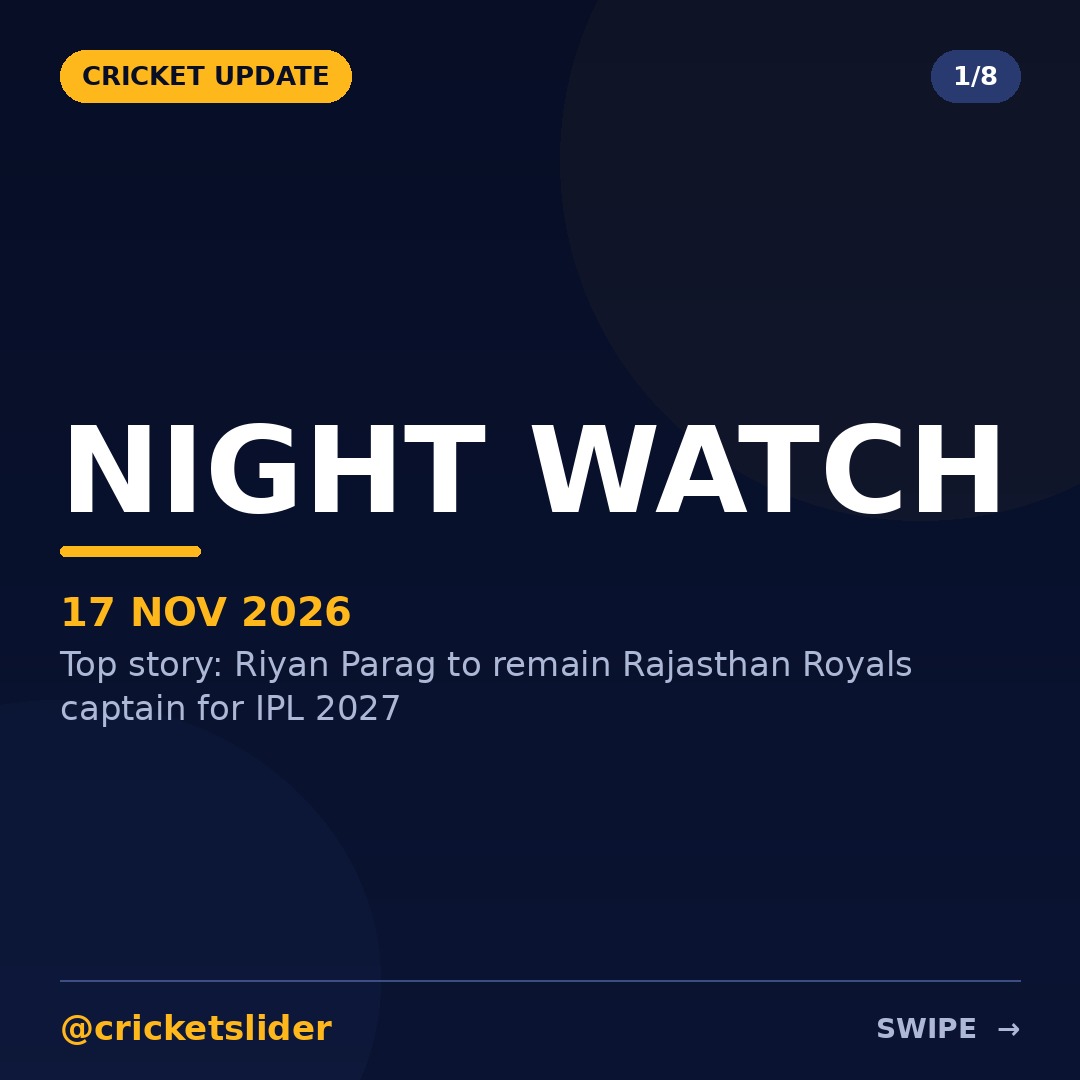 CRICKET UPDATE
1/8
NIGHT WATCH
17 NOV 2026
Top story: Riyan Parag to remain Rajasthan Royals
captain for IPL 2027
@cricketslider
SWIPE →